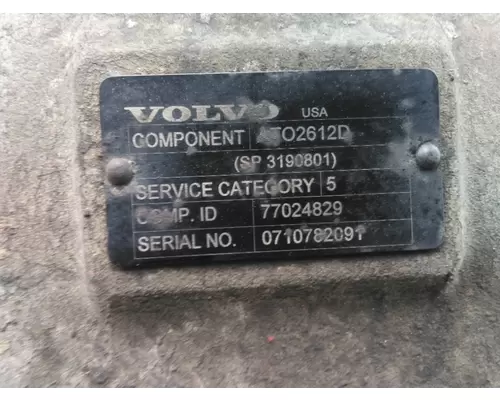 VOLVO USA
COMPONENT ATO2612D
(SP 3190801)
SERVICE CATEGORY 5
COMP. ID 77024829
SERIAL NO. 0710782091